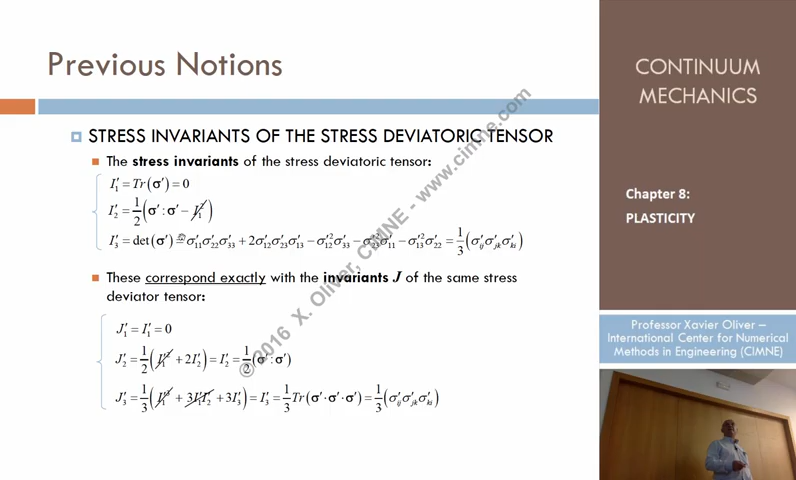 Previous Notions
CONTINUUM
MECHANICS
STRESS INVARIANTS OF THE STRESS DEVIATORIC TENSOR
The stress invariants of the stress deviatoric tensor:
I′₁ = Tr(σ′) = 0
I′₂ = 1/2 (σ′ : σ′ − I′₁²)
I′₃ = det(σ′) = σ′₁₁σ′₂₂σ′₃₃ + 2σ′₁₂σ′₂₃σ′₁₃ − σ′₁₂²σ′₃₃ − σ′₂₃²σ′₁₁ − σ′₁₃²σ′₂₂ = 1/3 (σ′ᵢⱼσ′ⱼₖσ′ₖᵢ)
These correspond exactly with the invariants J of the same stress
deviator tensor:
J′₁ = I′₁ = 0
J′₂ = 1/2 (I′₁² + 2I′₂) = I′₂ = 1/2 (σ′ : σ′)
J′₃ = 1/3 (I′₁³ + 3I′₁I′₂ + 3I′₃) = I′₃ = 1/3 Tr(σ′ · σ′ · σ′) = 1/3 (σ′ᵢⱼσ′ⱼₖσ′ₖᵢ)
© 2016 X. Oliver, CIMNE - www.cimne.com
Chapter 8:
PLASTICITY
Professor Xavier Oliver –
International Center for Numerical
Methods in Engineering (CIMNE)